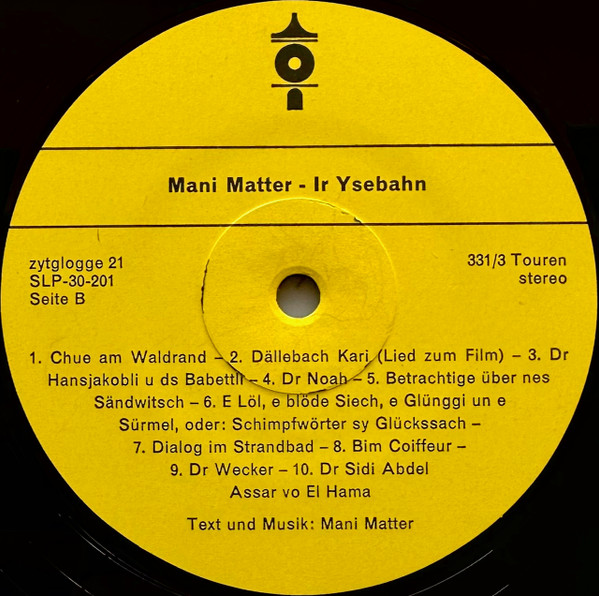 Mani Matter - Ir Ysebahn
zytglogge 21
SLP-30-201
Seite B
331/3 Touren
stereo
1. Chue am Waldrand – 2. Dällebach Kari (Lied zum Film) – 3. Dr
Hansjakobli u ds Babettli – 4. Dr Noah – 5. Betrachtige über nes
Sändwitsch – 6. E Löl, e blöde Siech, e Glünggi un e
Sürmel, oder: Schimpfwörter sy Glückssach –
7. Dialog im Strandbad – 8. Bim Coiffeur –
9. Dr Wecker – 10. Dr Sidi Abdel
Assar vo El Hama
Text und Musik: Mani Matter